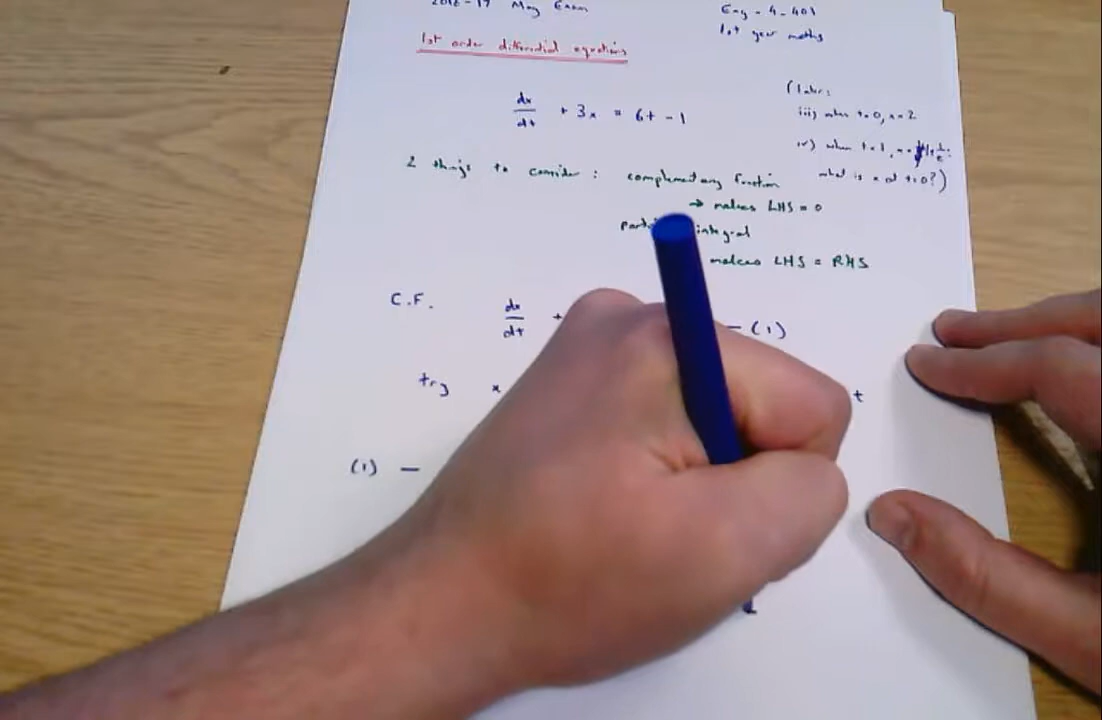 2016-17 May Exam
Eng-4-401
1st year maths
1st order differential equations
dx/dt + 3x = 6t - 1
(later:
iii) when t=0, x=2
iv) when t=1,
what is x at t=0?)
2 things to consider: complementary function
→ makes LHS = 0
integral
makes LHS = RHS
C.F. dx/dt + — (1)
try x t
(1) —